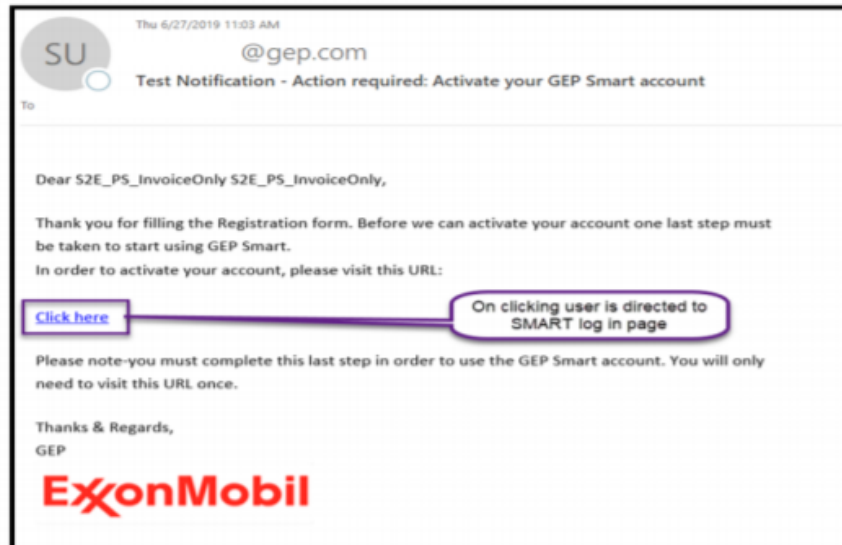 Thu 6/27/2019 11:03 AM
SU
@gep.com
Test Notification - Action required: Activate your GEP Smart account
To
Dear S2E_PS_InvoiceOnly S2E_PS_InvoiceOnly,
Thank you for filling the Registration form. Before we can activate your account one last step must
be taken to start using GEP Smart.
In order to activate your account, please visit this URL:
Click here
On clicking user is directed to
SMART log in page
Please note-you must complete this last step in order to use the GEP Smart account. You will only
need to visit this URL once.
Thanks & Regards,
GEP
ExxonMobil